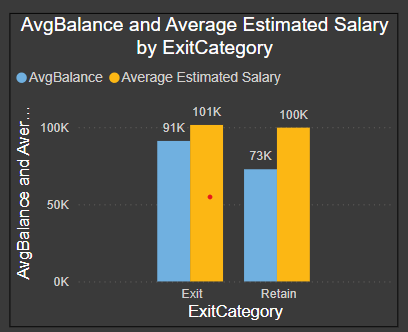 AvgBalance and Average Estimated Salary
by ExitCategory
AvgBalance Average Estimated Salary
AvgBalance and Aver...
100K
50K
0K
91K
101K
73K
100K
Exit
Retain
ExitCategory